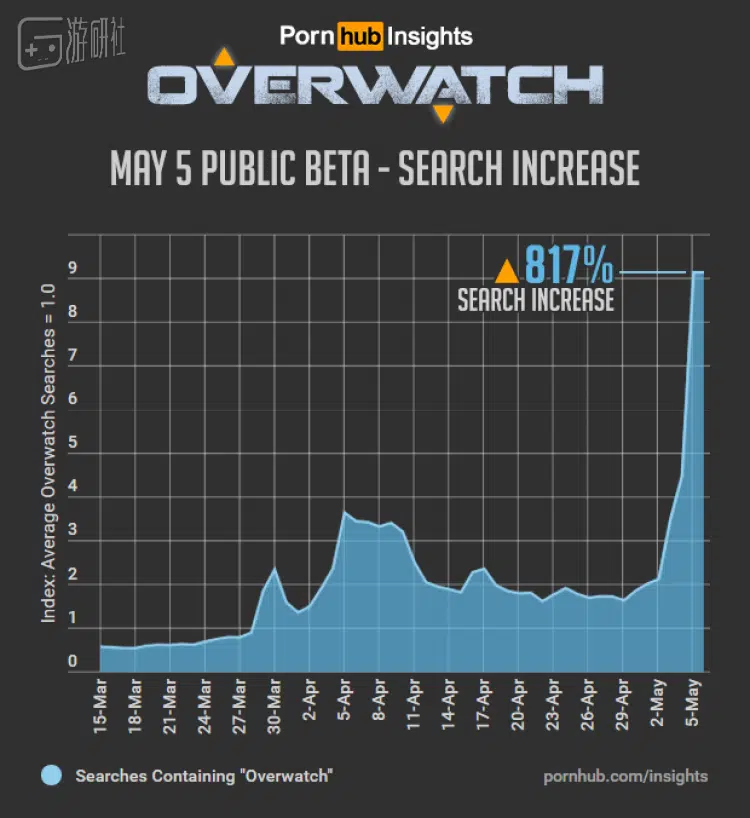 游研社
Porn hub Insights
OVERWATCH
MAY 5 PUBLIC BETA - SEARCH INCREASE
817%
SEARCH INCREASE
Index: Average Overwatch Searches = 1.0
9
8
7
6
5
4
3
2
1
0
15-Mar
18-Mar
21-Mar
24-Mar
27-Mar
30-Mar
2-Apr
5-Apr
8-Apr
11-Apr
14-Apr
17-Apr
20-Apr
23-Apr
26-Apr
29-Apr
2-May
5-May
Searches Containing "Overwatch"
pornhub.com/insights